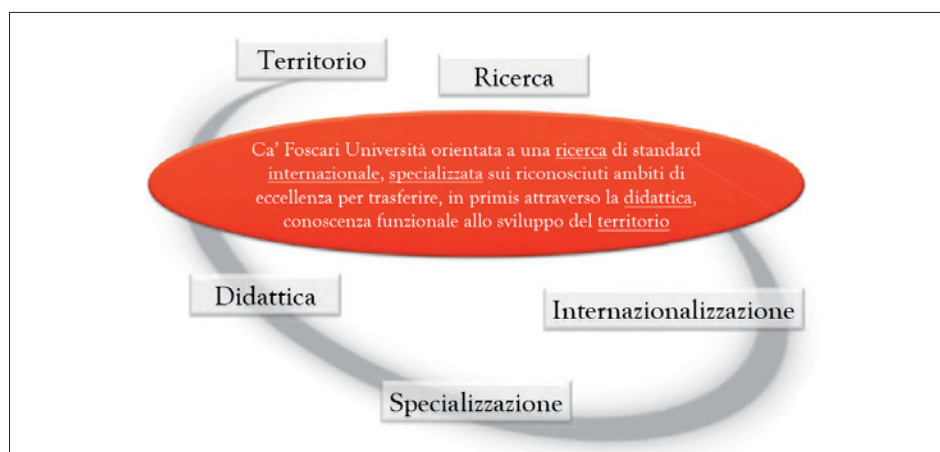 Territorio
Ricerca
Ca' Foscari Università orientata a una ricerca di standard
internazionale, specializzata sui riconosciuti ambiti di
eccellenza per trasferire, in primis attraverso la didattica,
conoscenza funzionale allo sviluppo del territorio
Didattica
Internazionalizzazione
Specializzazione